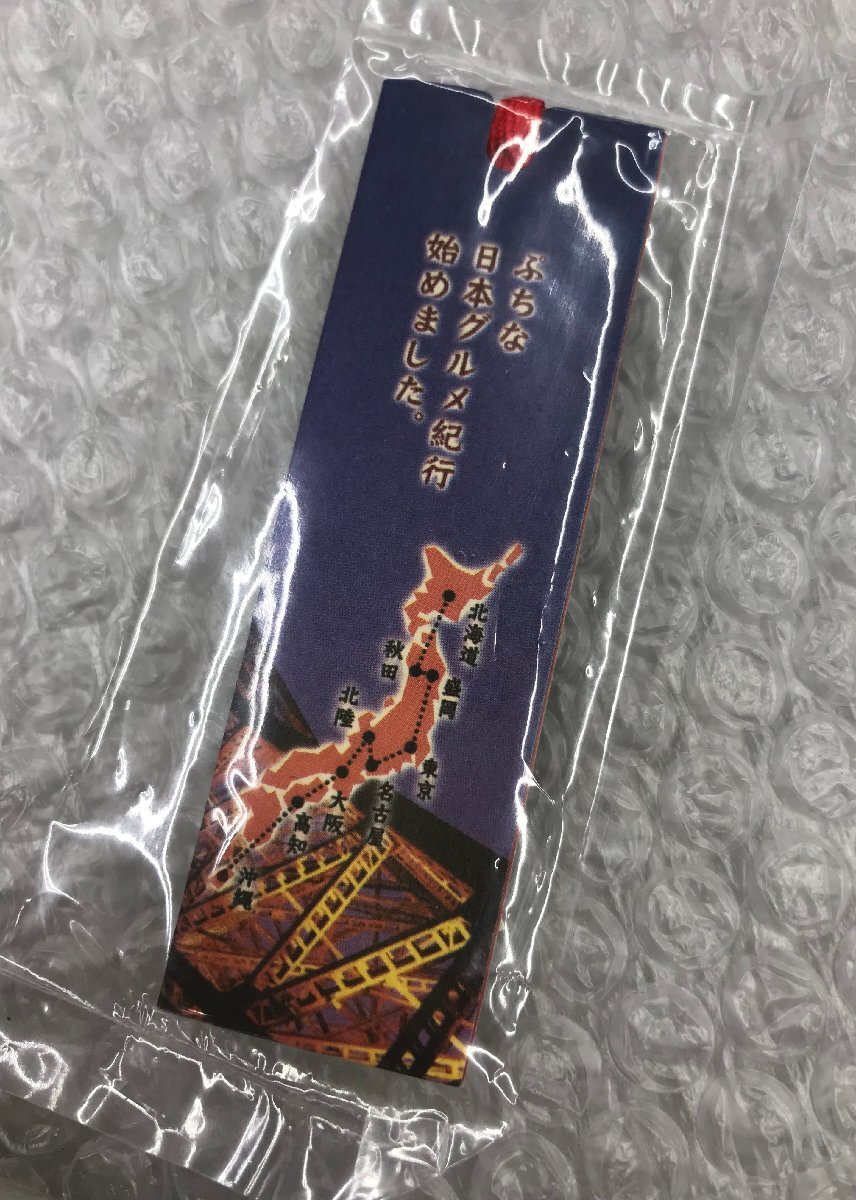 ぷちな
日本グルメ紀行
始めました。
北海道
秋田
盛岡
北陸
東京
名古屋
大阪
高知
沖縄